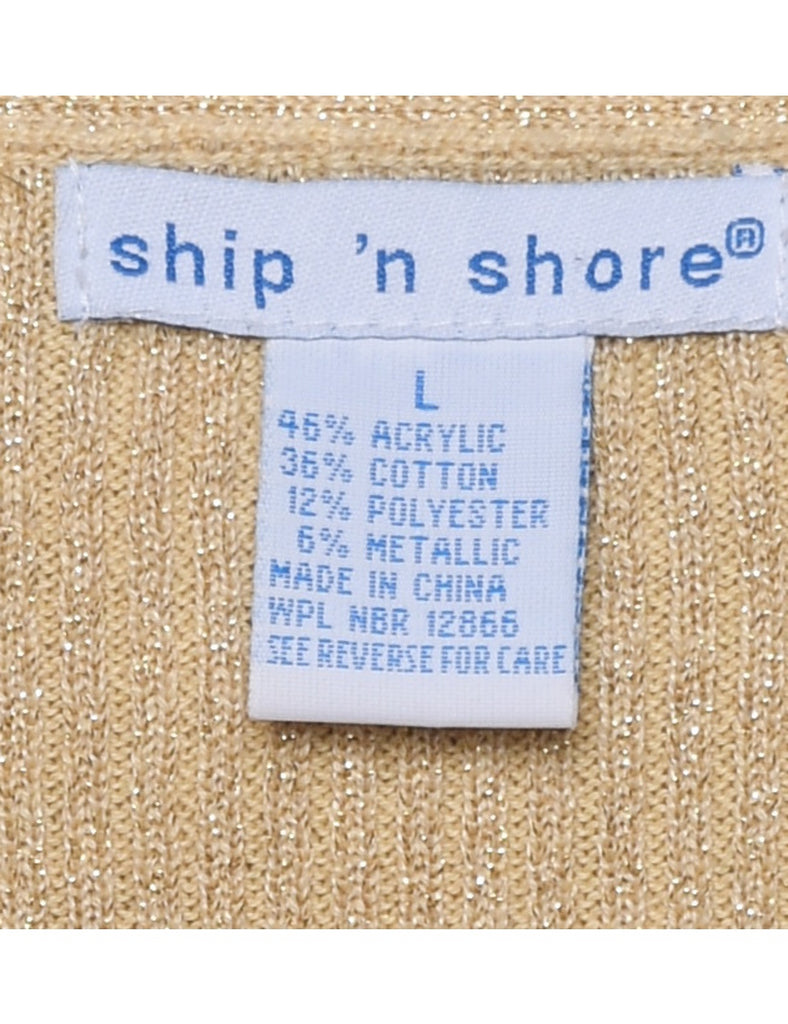 ship 'n shore®
L
46% ACRYLIC
36% COTTON
12% POLYESTER
6% METALLIC
MADE IN CHINA
WPL NBR 12866
SEE REVERSE FOR CARE